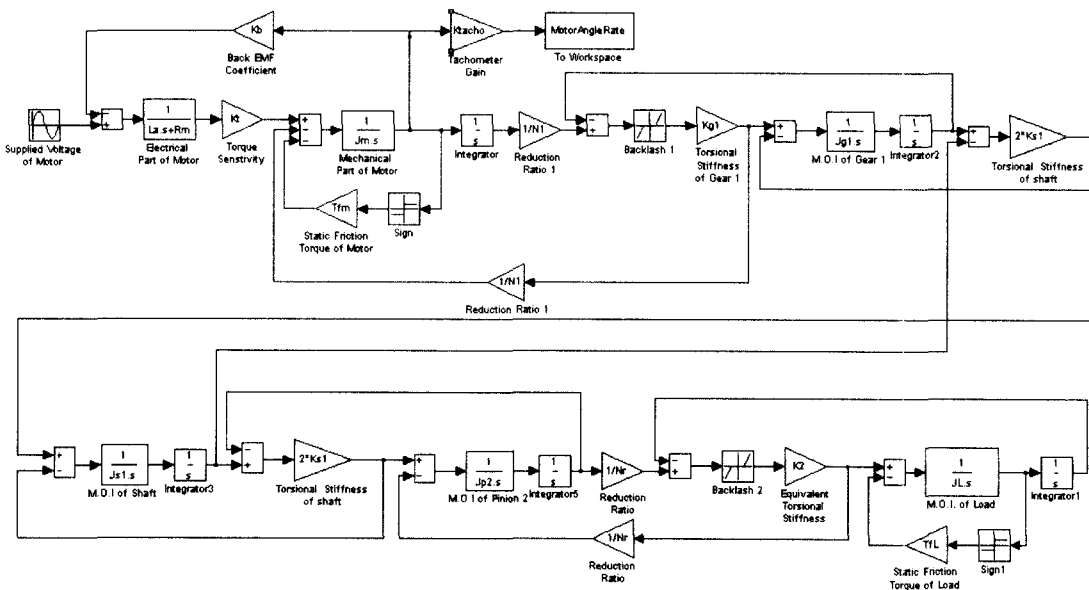 Kb
Back EMF
Coefficient
Ktacho
Tachometer
Gain
MotorAngleRate
To Workspace
Supplied Voltage
of Motor
1
La.s+Rm
Electrical
Part of Motor
Kt
Torque
Senstivity
1
Jm.s
Mechanical
Part of Motor
1
s
Integrator
1/N1
Reduction
Ratio 1
Backlash 1
Kg1
Torsional
Stiffness
of Gear 1
1
Jg1.s
M.O.I of Gear 1
1
s
Integrator2
2*Ks1
Torsional Stiffness
of shaft
Tfm
Static Friction
Torque of Motor
Sign
1/N1
Reduction Ratio 1
1
Js1.s
M.O.I of Shaft
1
s
Integrator3
2*Ks1
Torsional Stiffness
of shaft
1
Jp2.s
M.O.I of Pinion 2
1
s
Integrator5
1/Nr
Reduction
Ratio
Backlash 2
K2
Equivalent
Torsional
Stiffness
1
JL.s
M.O.I. of Load
1
s
Integrator1
1/Nr
Reduction
Ratio
TfL
Static Friction
Torque of Load
Sign1